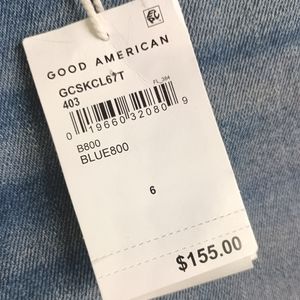 GOOD AMERICAN
GCSKCL67T
403
FL_384
0 19660 32080 9
B800
BLUE800
6
$155.00